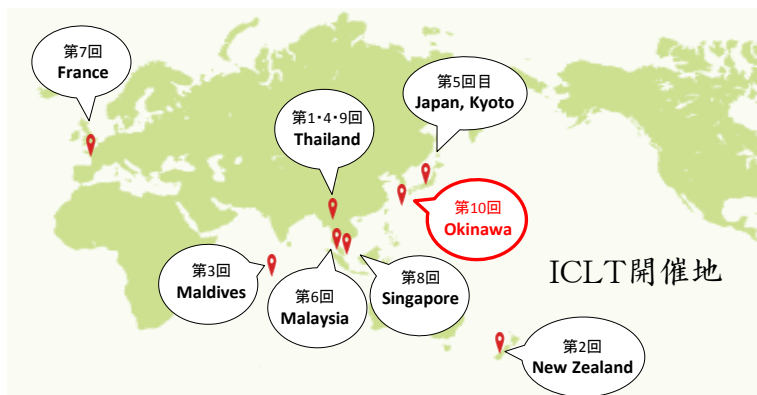 第7回
France
第5回目
Japan, Kyoto
第1・4・9回
Thailand
第10回
Okinawa
第3回
Maldives
第6回
Malaysia
第8回
Singapore
ICLT開催地
第2回
New Zealand